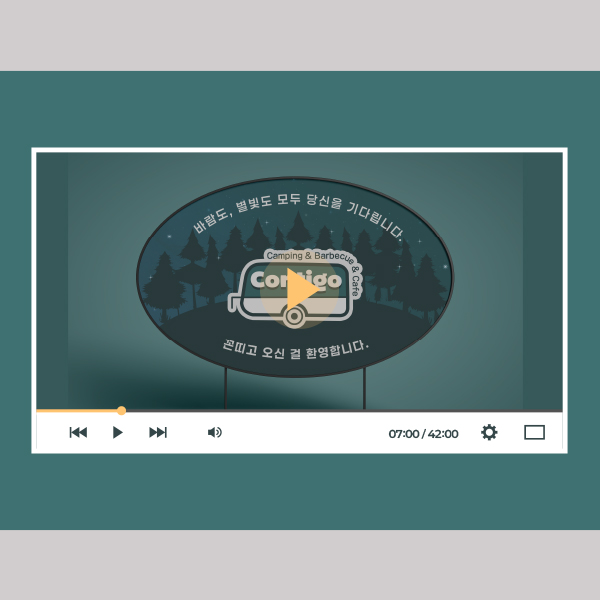 바람도, 별빛도 모두 당신을 기다립니다.
Camping & Barbecue & Cafe
Contigo
꼰띠고 오신 걸 환영합니다.
07:00 / 42:00